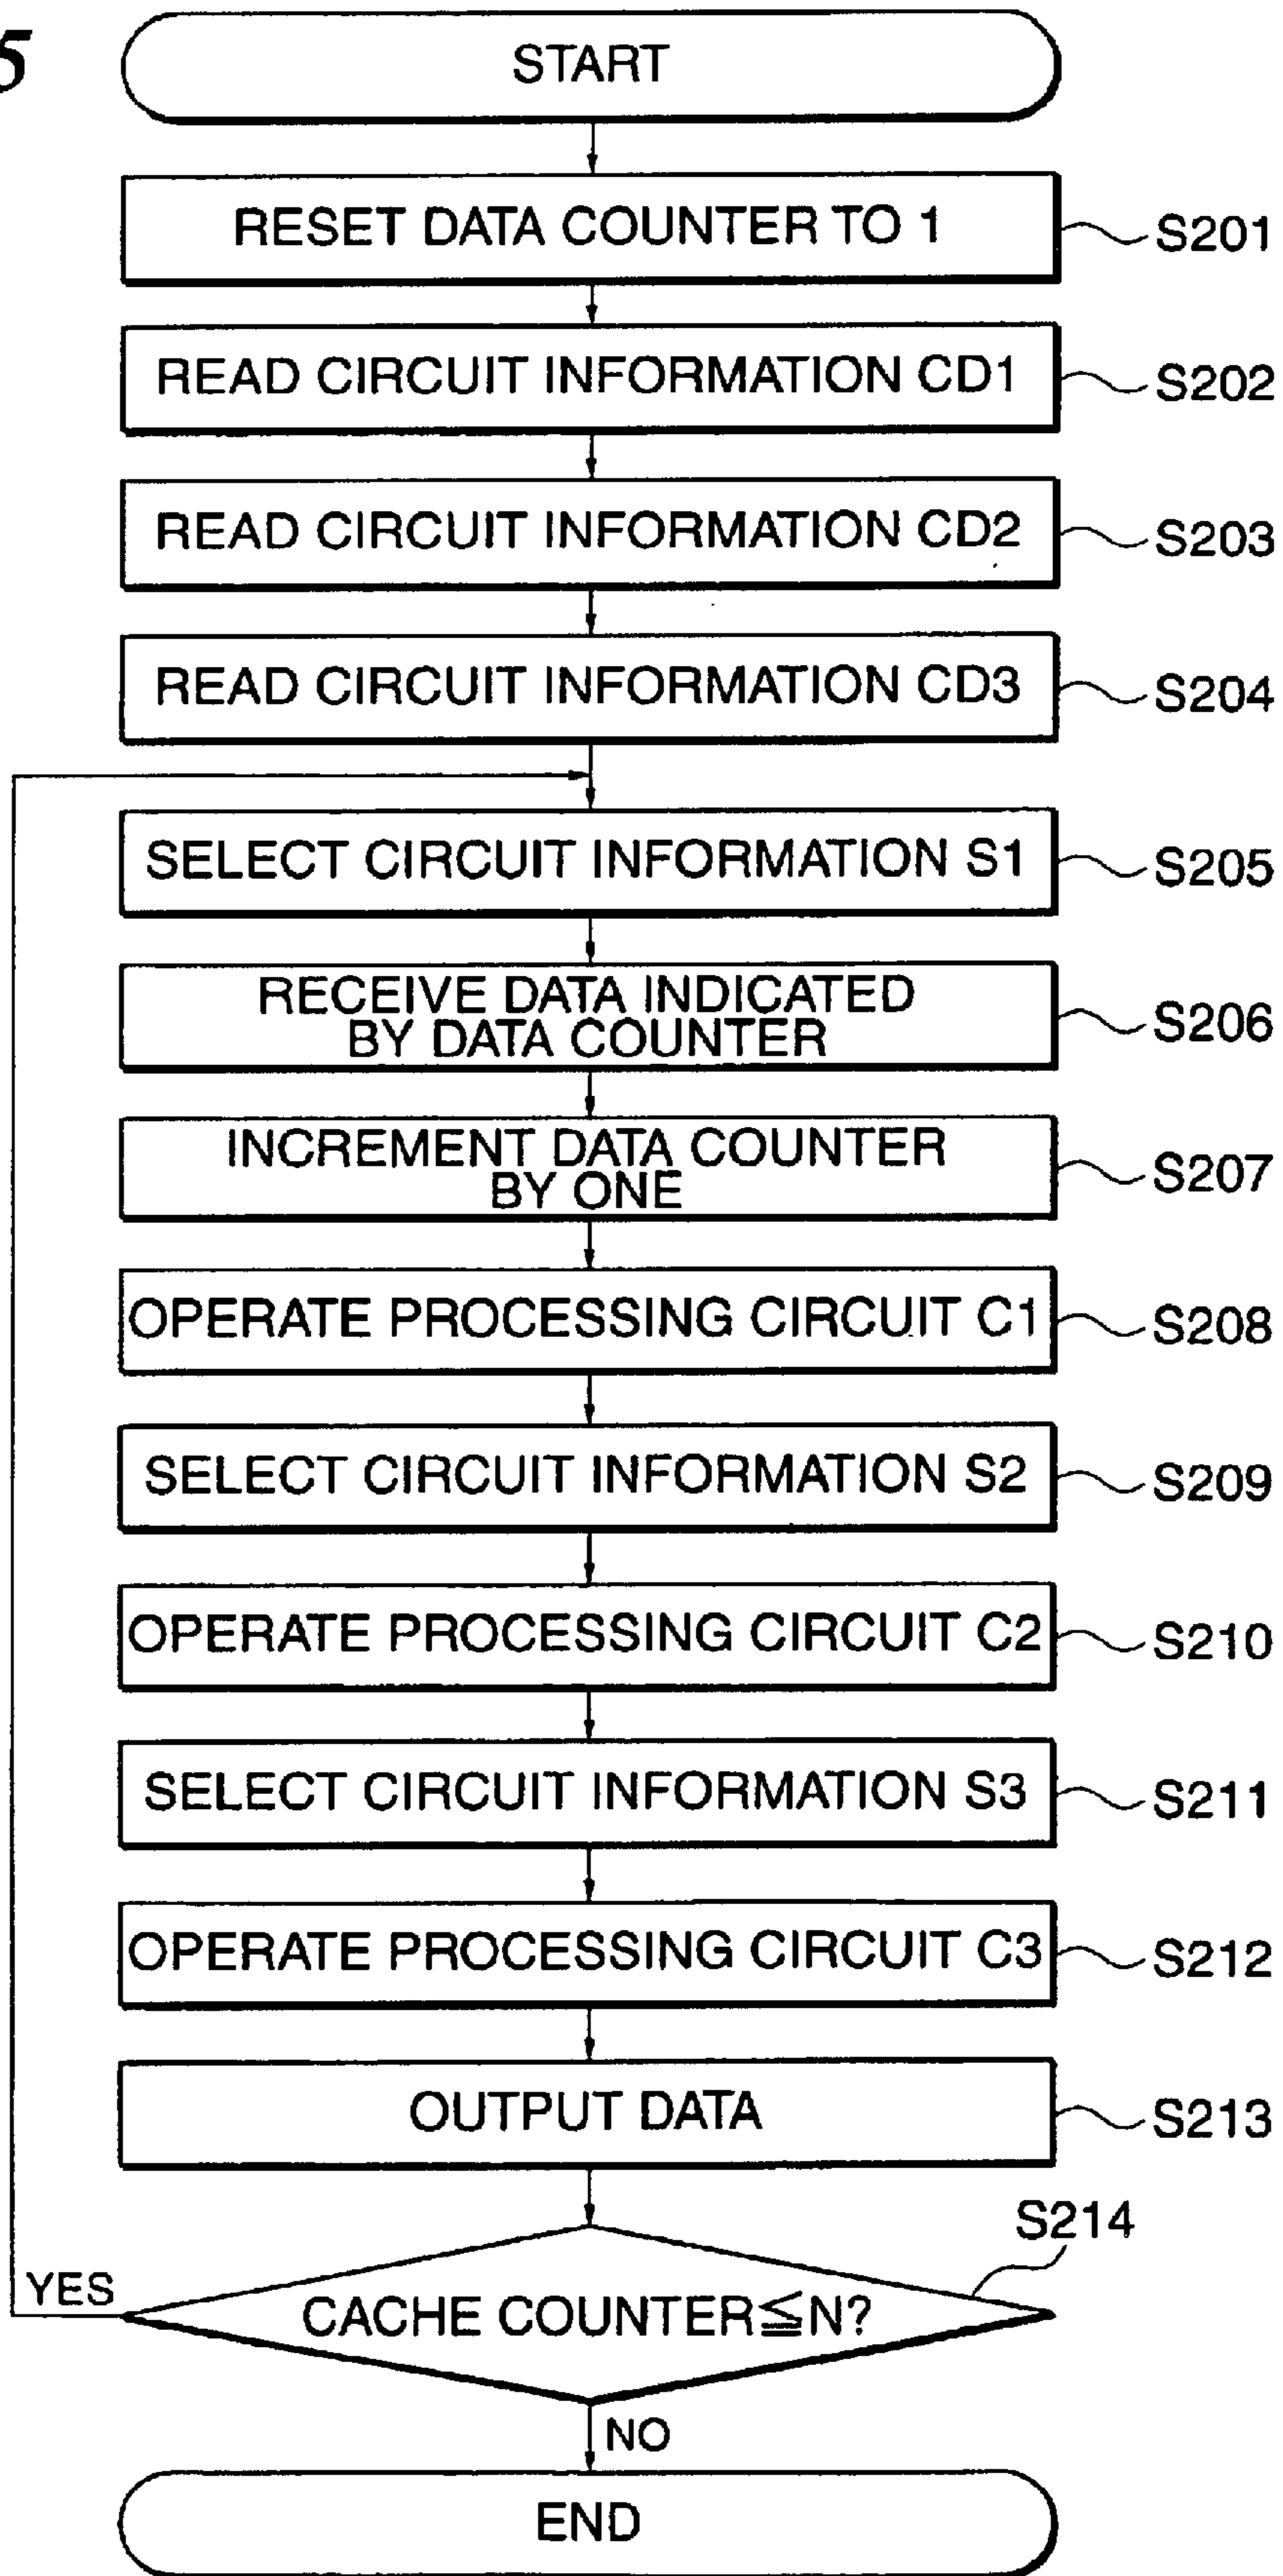 5
START
RESET DATA COUNTER TO 1
S201
READ CIRCUIT INFORMATION CD1
S202
READ CIRCUIT INFORMATION CD2
S203
READ CIRCUIT INFORMATION CD3
S204
SELECT CIRCUIT INFORMATION S1
S205
RECEIVE DATA INDICATED
BY DATA COUNTER
S206
INCREMENT DATA COUNTER
BY ONE
S207
OPERATE PROCESSING CIRCUIT C1
S208
SELECT CIRCUIT INFORMATION S2
S209
OPERATE PROCESSING CIRCUIT C2
S210
SELECT CIRCUIT INFORMATION S3
S211
OPERATE PROCESSING CIRCUIT C3
S212
OUTPUT DATA
S213
S214
YES
CACHE COUNTER≦N?
NO
END